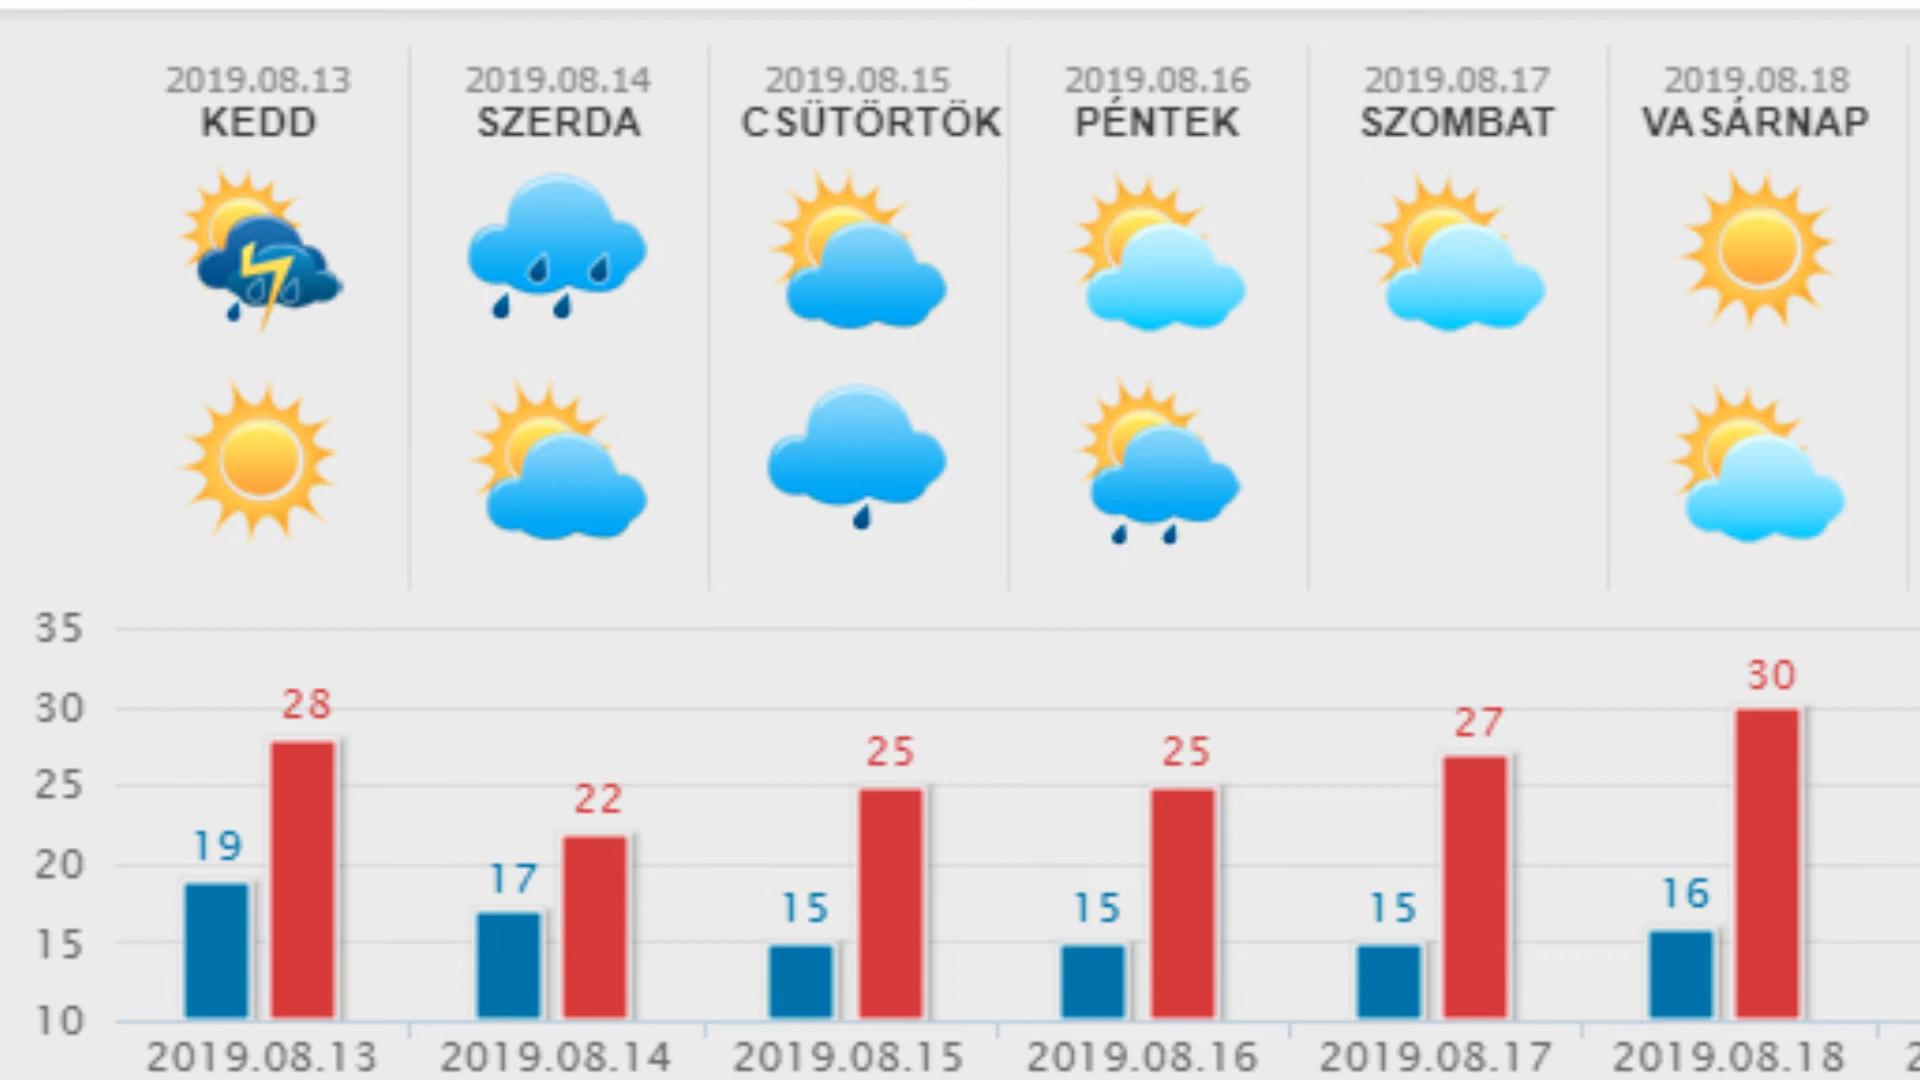 2019.08.13 2019.08.14 2019.08.15 2019.08.16 2019.08.17 2019.08.18
KEDD SZERDA CSÜTÖRTÖK PÉNTEK SZOMBAT VASÁRNAP
35
30
25
20
15
10
28 22 25 25 27 30
19 17 15 15 15 16
2019.08.13 2019.08.14 2019.08.15 2019.08.16 2019.08.17 2019.08.18